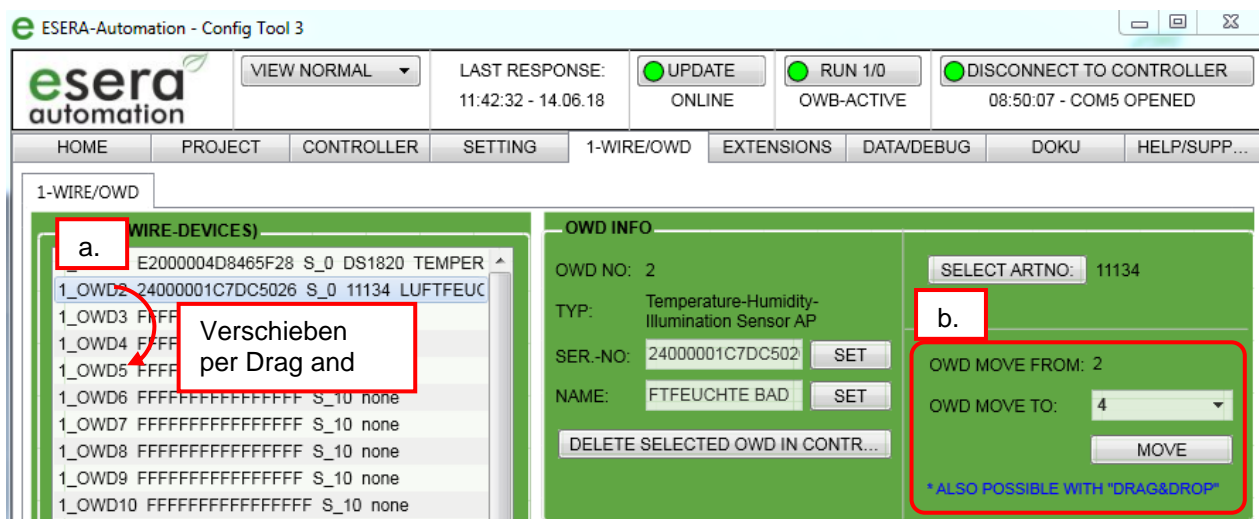 ESERA-Automation - Config Tool 3
esera
automation
VIEW NORMAL
LAST RESPONSE:
11:42:32 - 14.06.18
UPDATE
ONLINE
RUN 1/0
OWB-ACTIVE
DISCONNECT TO CONTROLLER
08:50:07 - COM5 OPENED
HOME PROJECT CONTROLLER SETTING 1-WIRE/OWD EXTENSIONS DATA/DEBUG DOKU HELP/SUPP...
1-WIRE/OWD
a.
WIRE-DEVICES)
E2000004D8465F28 S_0 DS1820 TEMPER
1_OWD2 24000001C7DC5026 S_0 11134 LUFTFEUC
1_OWD3
1_OWD4
1_OWD5
Verschieben
per Drag and
1_OWD6 FFFFFFFFFFFFFFFF S_10 none
1_OWD7 FFFFFFFFFFFFFFFF S_10 none
1_OWD8 FFFFFFFFFFFFFFFF S_10 none
1_OWD9 FFFFFFFFFFFFFFFF S_10 none
1_OWD10 FFFFFFFFFFFFFFFF S_10 none
OWD INFO
OWD NO: 2
TYP: Temperature-Humidity-
Illumination Sensor AP
SER.-NO: 24000001C7DC502 SET
NAME: FTFEUCHTE BAD SET
DELETE SELECTED OWD IN CONTR...
SELECT ARTNO: 11134
b.
OWD MOVE FROM: 2
OWD MOVE TO: 4
MOVE
* ALSO POSSIBLE WITH "DRAG&DROP"